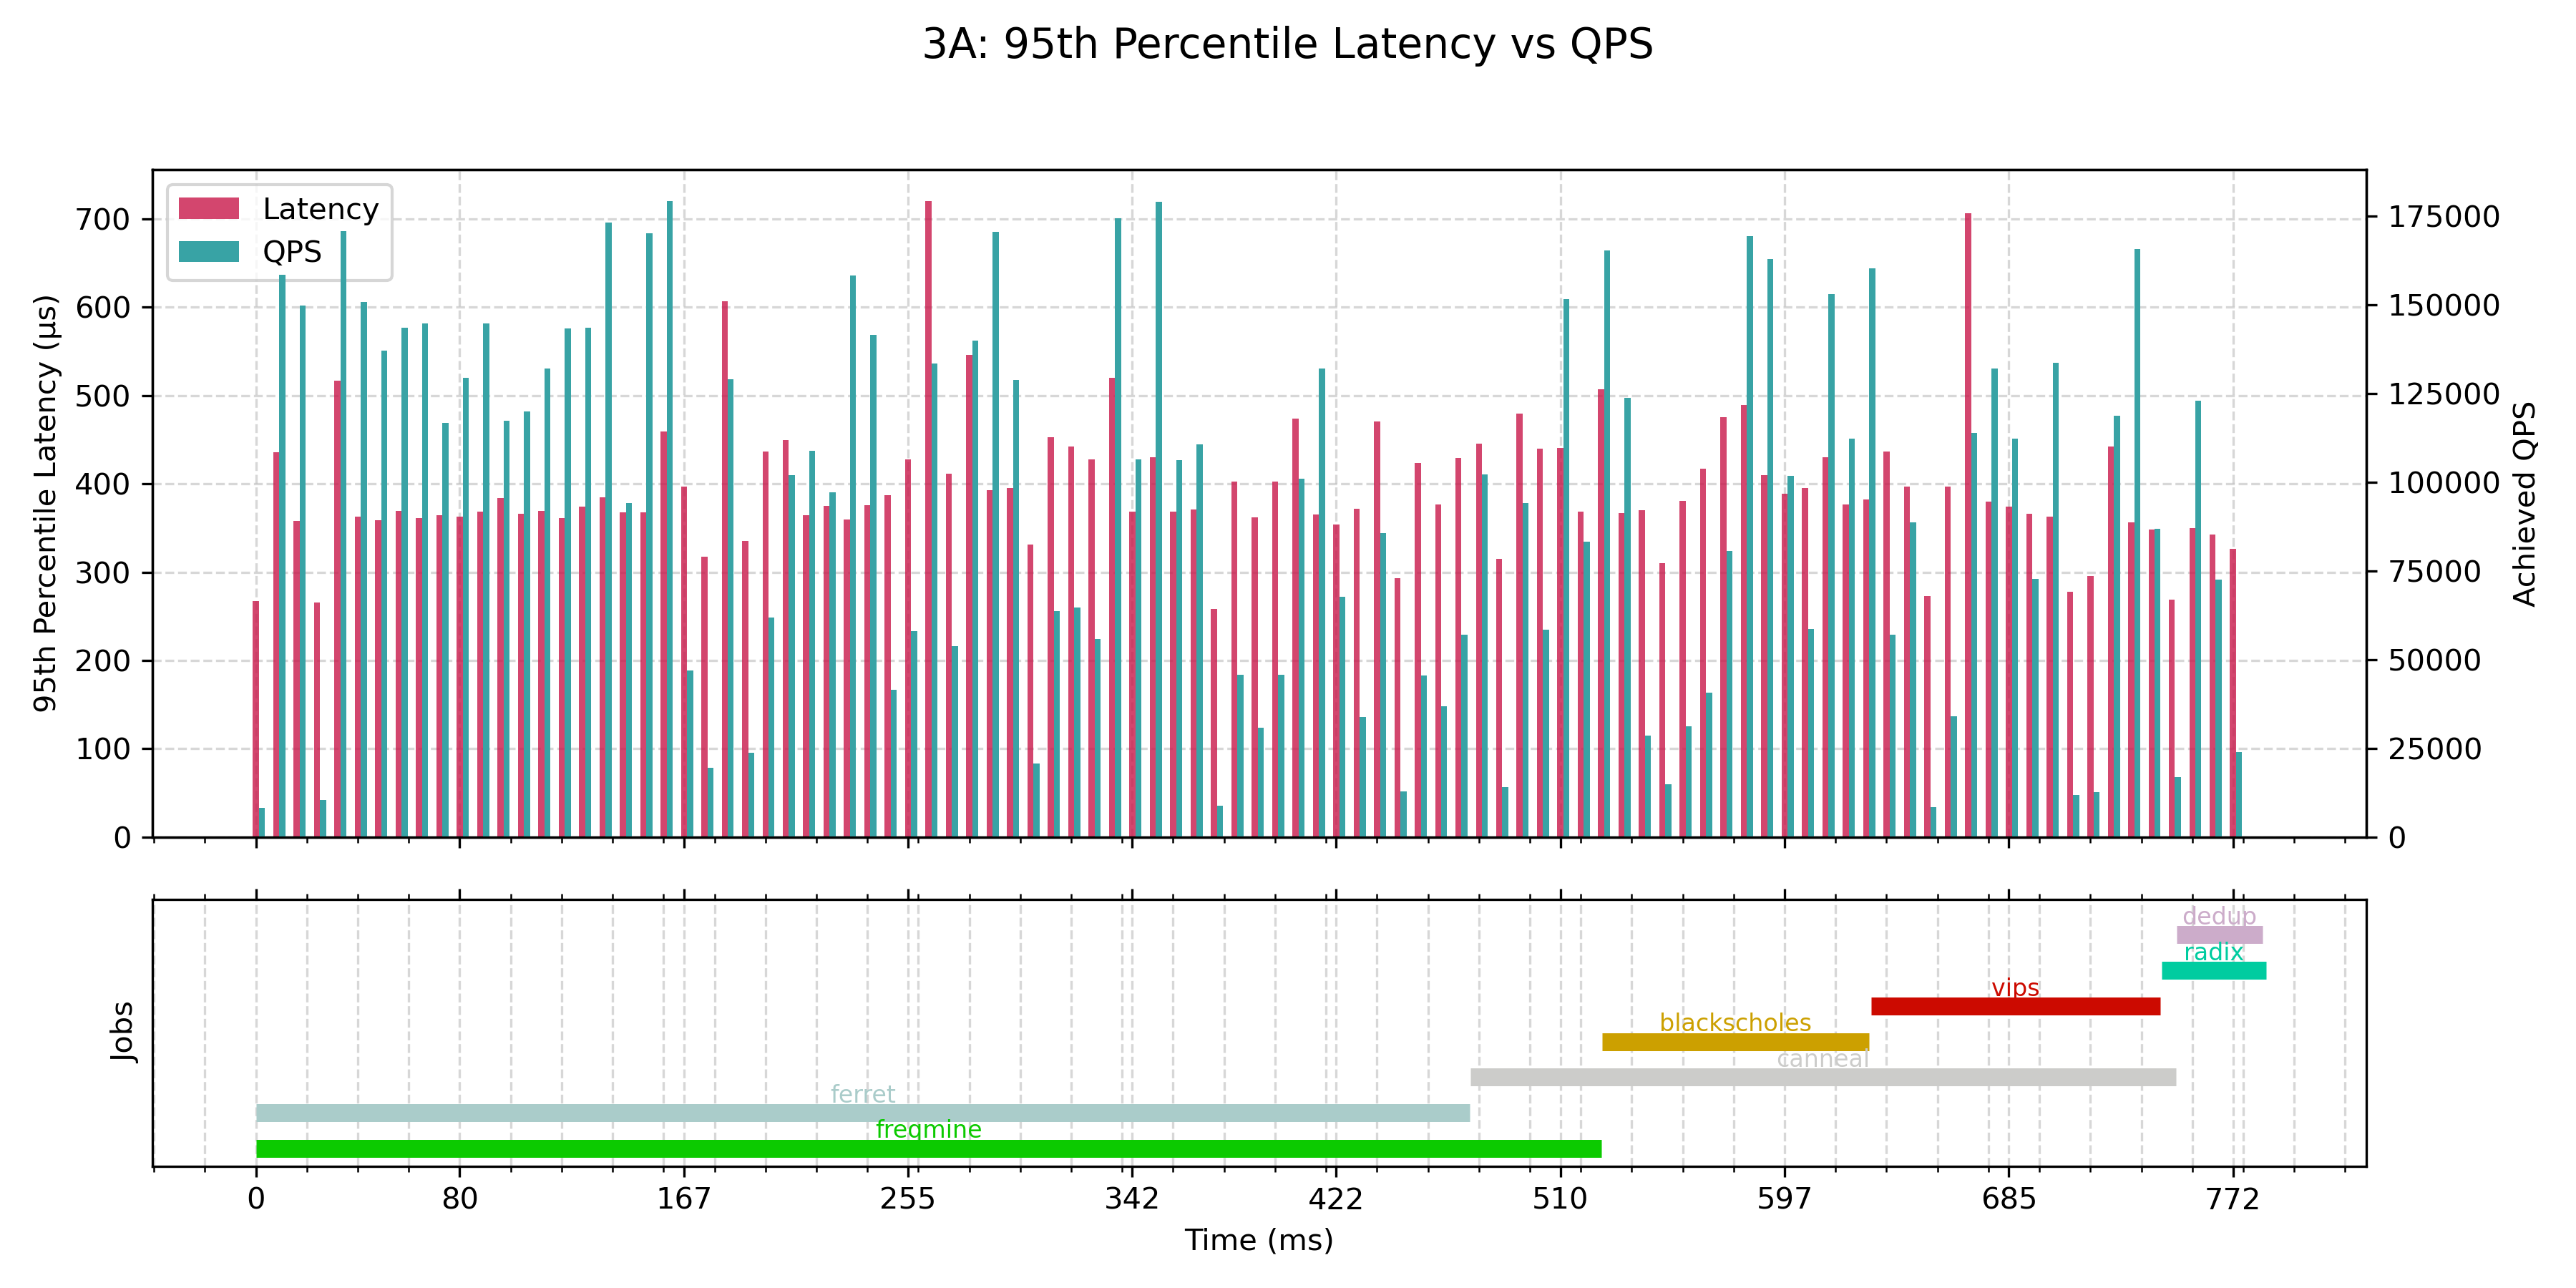 3A: 95th Percentile Latency vs QPS
Latency
QPS
95th Percentile Latency (µs)
700
600
500
400
300
200
100
0
Achieved QPS
175000
150000
125000
100000
75000
50000
25000
0
Jobs
dedup
radix
vips
blackscholes
canneal
ferret
freqmine
0 80 167 255 342 422 510 597 685 772
Time (ms)